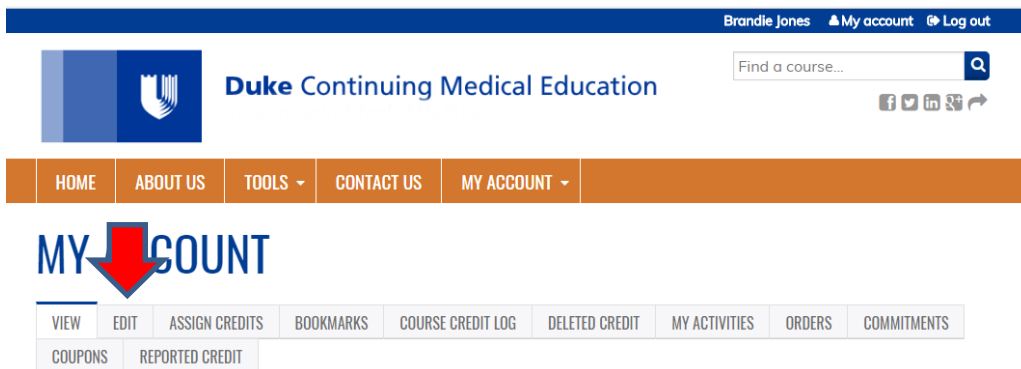 Brandie Jones My account Log out
Duke Continuing Medical Education
Find a course...
HOME ABOUT US TOOLS CONTACT US MY ACCOUNT
MY COUNT
VIEW EDIT ASSIGN CREDITS BOOKMARKS COURSE CREDIT LOG DELETED CREDIT MY ACTIVITIES ORDERS COMMITMENTS
COUPONS REPORTED CREDIT